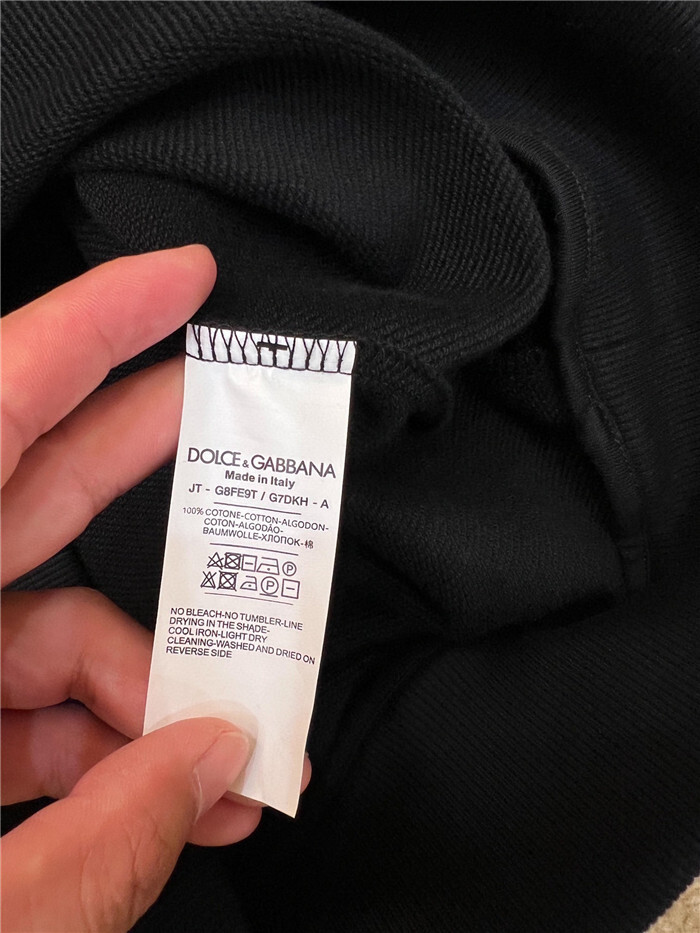 DOLCE & GABBANA
Made in Italy
JT - G8FE9T / G7DKH - A
100% COTONE-COTTON-ALGODON-
COTON-ALGODÃO-
BAUMWOLLE-ХЛОПОК-棉
P
P
NO BLEACH-NO TUMBLER-LINE
DRYING IN THE SHADE-
COOL IRON-LIGHT DRY
CLEANING-WASHED AND DRIED ON
REVERSE SIDE